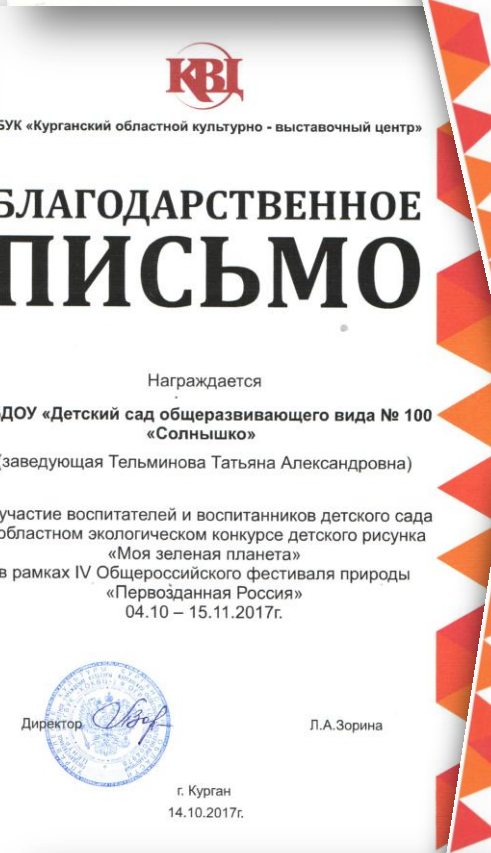 КВЦ
БУК «Курганский областной культурно - выставочный центр»
БЛАГОДАРСТВЕННОЕ
ПИСЬМО
Награждается
ДОУ «Детский сад общеразвивающего вида № 100
«Солнышко»
(заведующая Тельминова Татьяна Александровна)
участие воспитателей и воспитанников детского сада
областном экологическом конкурсе детского рисунка
«Моя зеленая планета»
в рамках IV Общероссийского фестиваля природы
«Первозданная Россия»
04.10 – 15.11.2017г.
Директор
Л.А.Зорина
г. Курган
14.10.2017г.